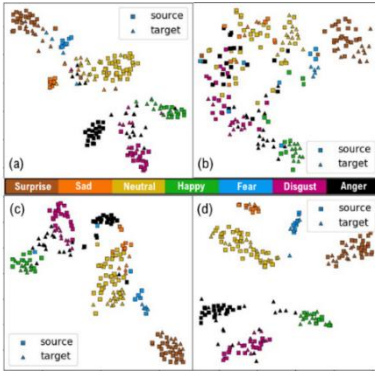 source
target
(a)
(b)
source
target
Surprise Sad Neutral Happy Fear Disgust Anger
(c)
source
target
(d)
source
target